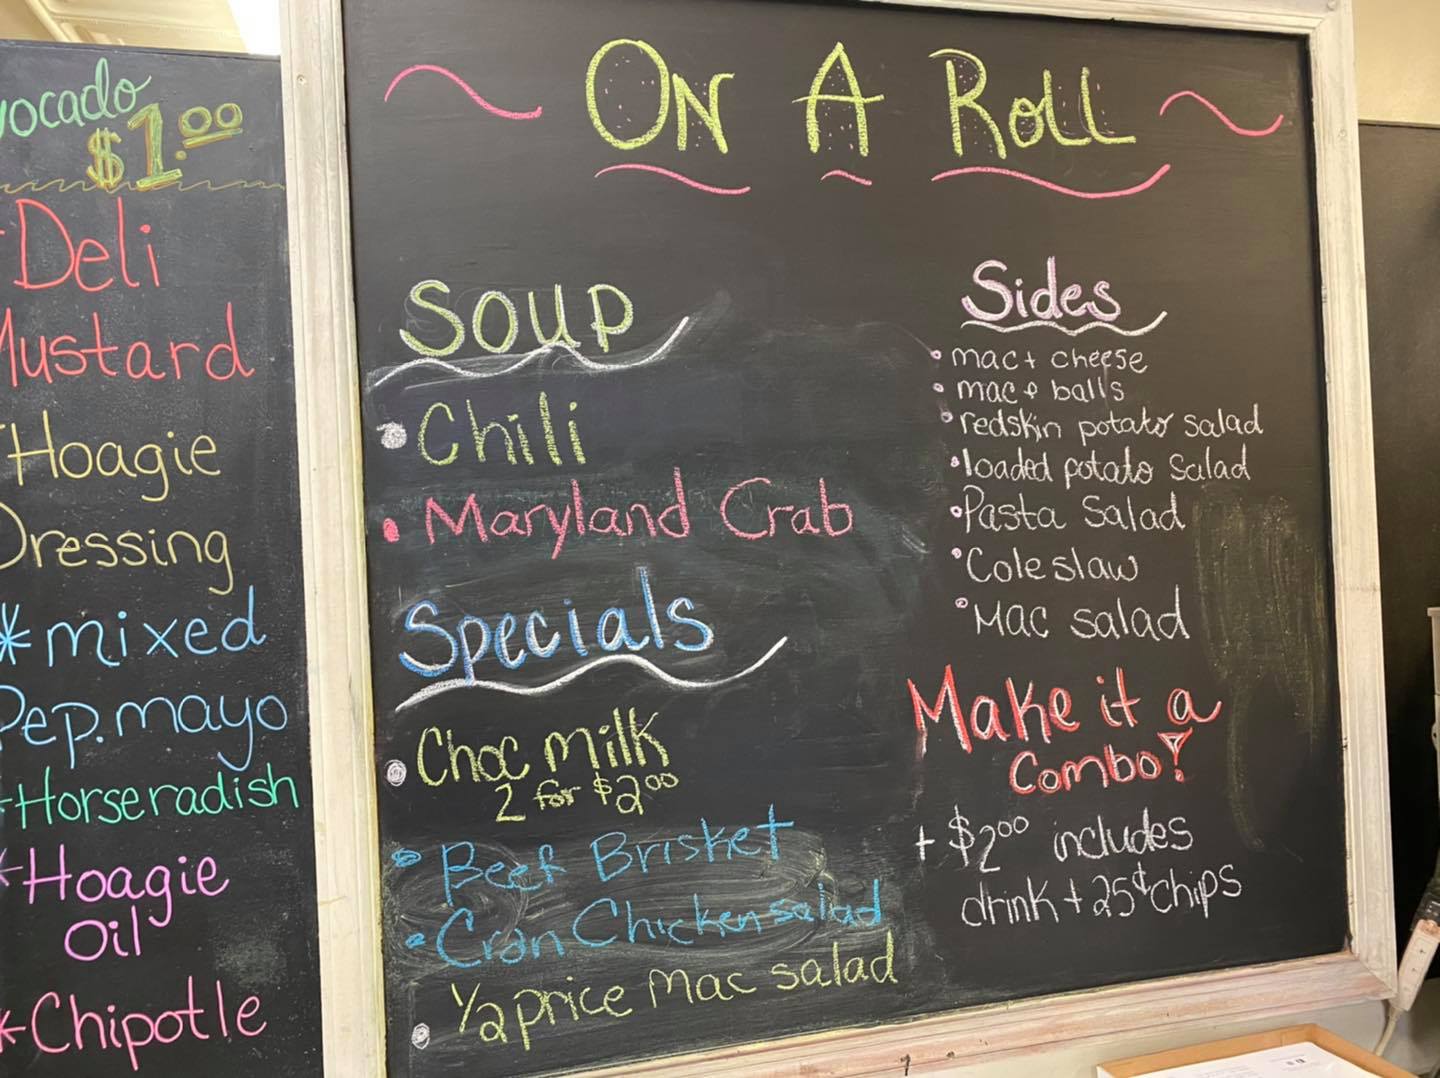 $1.00
Deli
Mustard
Hoagie
Dressing
*mixed
Pep. mayo
Horseradish
*Hoagie
Oil
*Chipotle
~ ON A ROLL ~
SOUP
• Chili
• Maryland Crab
Specials
• Choc Milk
2 for $2.00
• Beef Brisket
• Cran Chicken salad
• 1/2 price Mac salad
Sides
• mac + cheese
• mac + balls
• redskin potato salad
• loaded potato Salad
• Pasta Salad
• Cole slaw
• Mac salad
Make it a
Combo!
+ $2.00 includes
drink + 25¢ chips